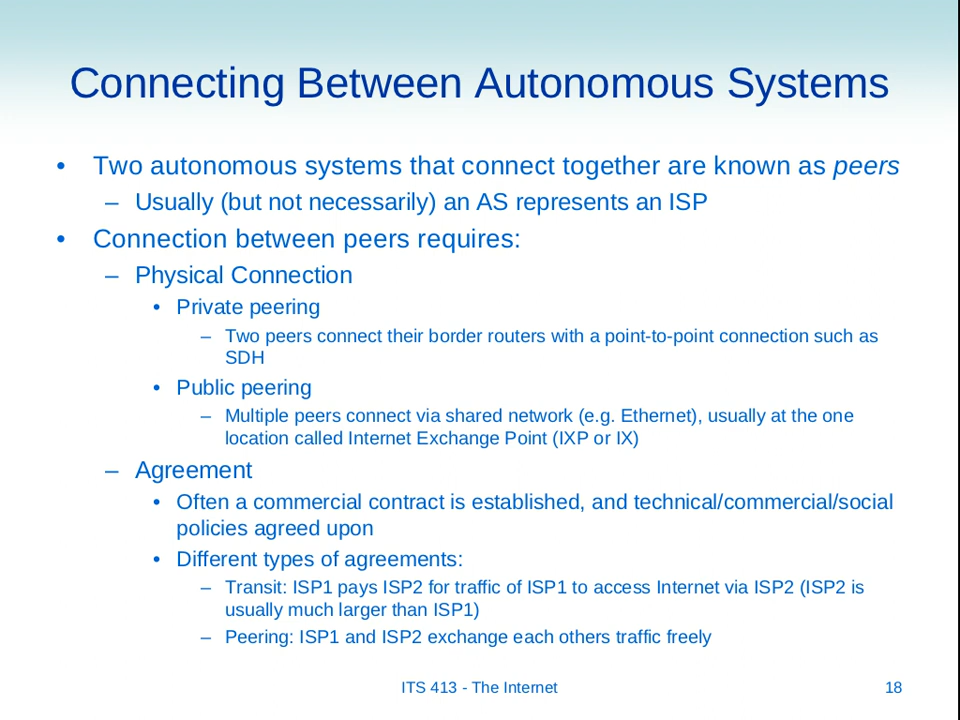 Connecting Between Autonomous Systems
• Two autonomous systems that connect together are known as peers
– Usually (but not necessarily) an AS represents an ISP
• Connection between peers requires:
– Physical Connection
• Private peering
– Two peers connect their border routers with a point-to-point connection such as
SDH
• Public peering
– Multiple peers connect via shared network (e.g. Ethernet), usually at the one
location called Internet Exchange Point (IXP or IX)
– Agreement
• Often a commercial contract is established, and technical/commercial/social
policies agreed upon
• Different types of agreements:
– Transit: ISP1 pays ISP2 for traffic of ISP1 to access Internet via ISP2 (ISP2 is
usually much larger than ISP1)
– Peering: ISP1 and ISP2 exchange each others traffic freely
ITS 413 - The Internet
18